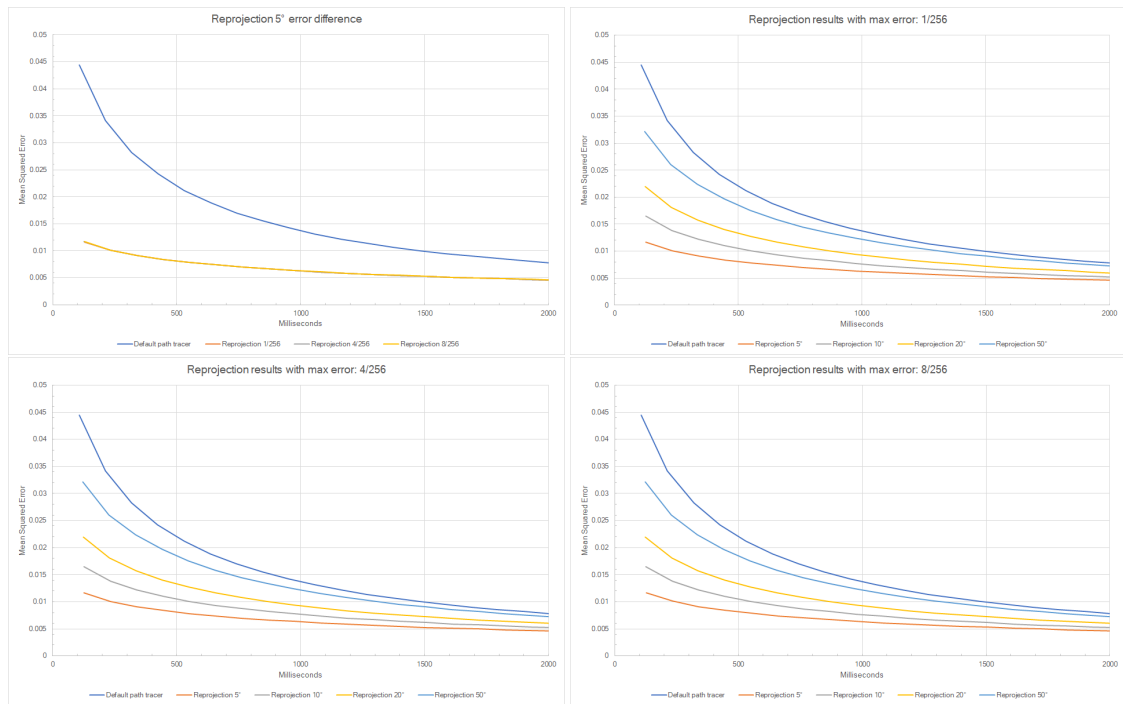 Reprojection 5° error difference
0.05
0.045
0.04
0.035
0.03
0.025
0.02
0.015
0.01
0.005
0
Mean Squared Error
0 500 1000 1500 2000
Milliseconds
Default path tracer Reprojection 1/256 Reprojection 4/256 Reprojection 8/256
Reprojection results with max error: 1/256
0.05
0.045
0.04
0.035
0.03
0.025
0.02
0.015
0.01
0.005
0
Mean Squared Error
0 500 1000 1500 2000
Milliseconds
Default path tracer Reprojection 5° Reprojection 10° Reprojection 20° Reprojection 50°
Reprojection results with max error: 4/256
0.05
0.045
0.04
0.035
0.03
0.025
0.02
0.015
0.01
0.005
0
Mean Squared Error
0 500 1000 1500 2000
Milliseconds
Default path tracer Reprojection 5° Reprojection 10° Reprojection 20° Reprojection 50°
Reprojection results with max error: 8/256
0.05
0.045
0.04
0.035
0.03
0.025
0.02
0.015
0.01
0.005
0
Mean Squared Error
0 500 1000 1500 2000
Milliseconds
Default path tracer Reprojection 5° Reprojection 10° Reprojection 20° Reprojection 50°